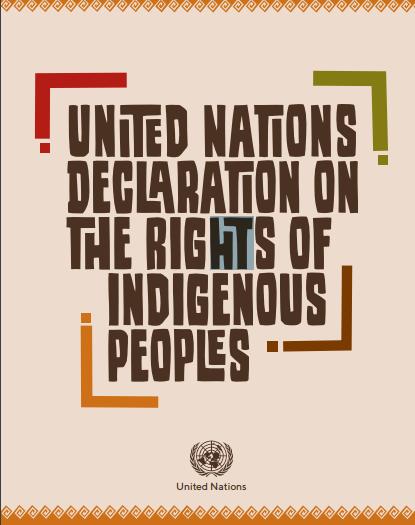 UNITED NATIONS
DECLARATION ON
THE RIGHTS OF
INDIGENOUS
PEOPLES
United Nations